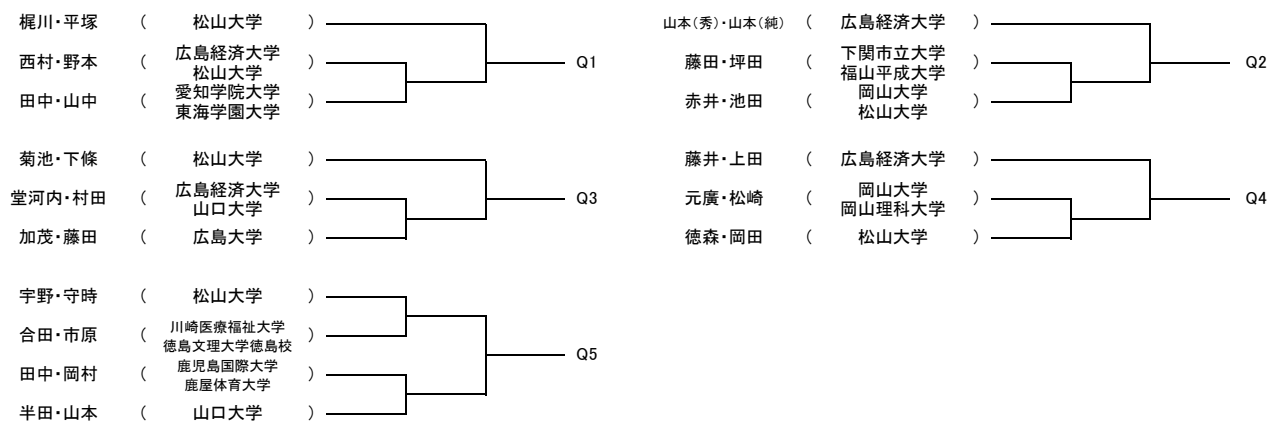 梶川・平塚 ( 松山大学 )
西村・野本 ( 広島経済大学 松山大学 ) Q1
田中・山中 ( 愛知学院大学 東海学園大学 )
菊池・下條 ( 松山大学 )
堂河内・村田 ( 広島経済大学 山口大学 ) Q3
加茂・藤田 ( 広島大学 )
宇野・守時 ( 松山大学 )
合田・市原 ( 川崎医療福祉大学 徳島文理大学徳島校 )
Q5
田中・岡村 ( 鹿児島国際大学 鹿屋体育大学 )
半田・山本 ( 山口大学 )
山本(秀)・山本(純) ( 広島経済大学 )
藤田・坪田 ( 下関市立大学 福山平成大学 ) Q2
赤井・池田 ( 岡山大学 松山大学 )
藤井・上田 ( 広島経済大学 )
元廣・松崎 ( 岡山大学 岡山理科大学 ) Q4
徳森・岡田 ( 松山大学 )